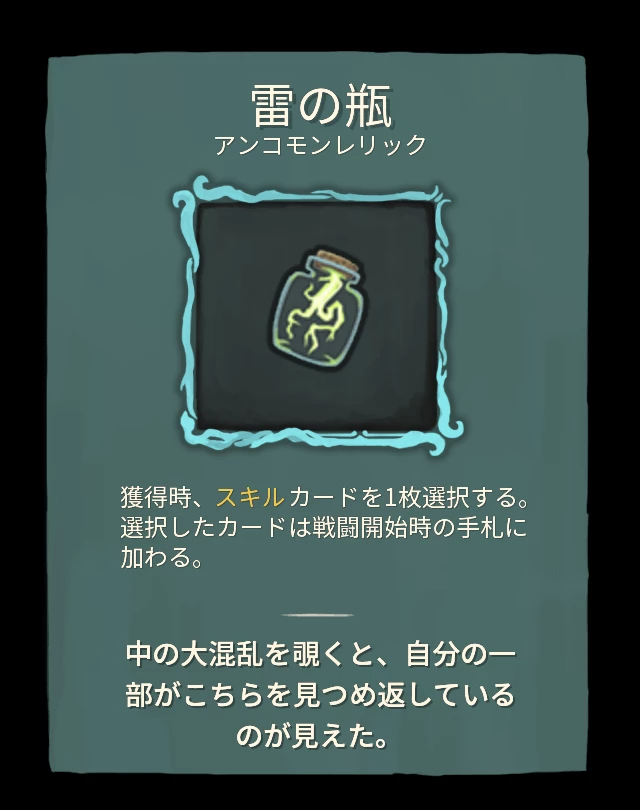 雷の瓶
アンコモンレリック
獲得時、スキルカードを1枚選択する。
選択したカードは戦闘開始時の手札に
加わる。
中の大混乱を覗くと、自分の一
部がこちらを見つめ返している
のが見えた。